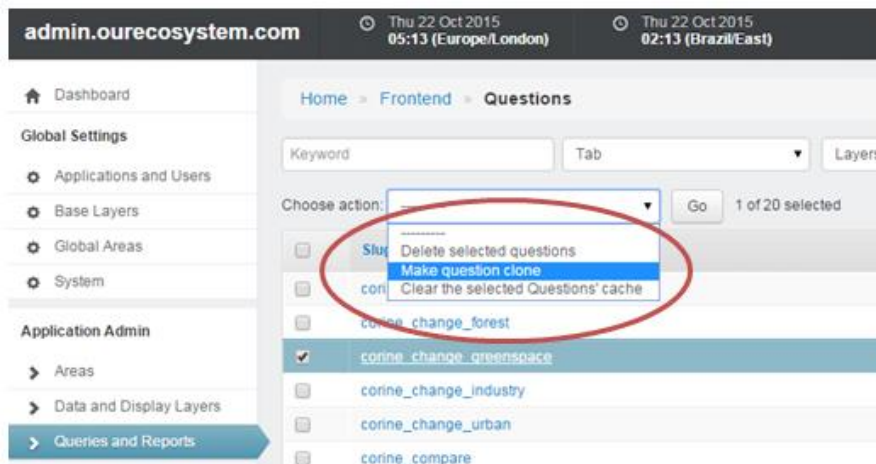 admin.ourecosystem.com
Thu 22 Oct 2015
05:13 (Europe/London)
Thu 22 Oct 2015
02:13 (Brazil/East)
Dashboard
Global Settings
Applications and Users
Base Layers
Global Areas
System
Application Admin
Areas
Data and Display Layers
Queries and Reports
Home » Frontend » Questions
Keyword
Tab
Layers
Choose action:
---------
Go
1 of 20 selected
---------
Delete selected questions
Make question clone
Clear the selected Questions' cache
corine_change_forest
corine_change_greenspace
corine_change_industry
corine_change_urban
corine_compare